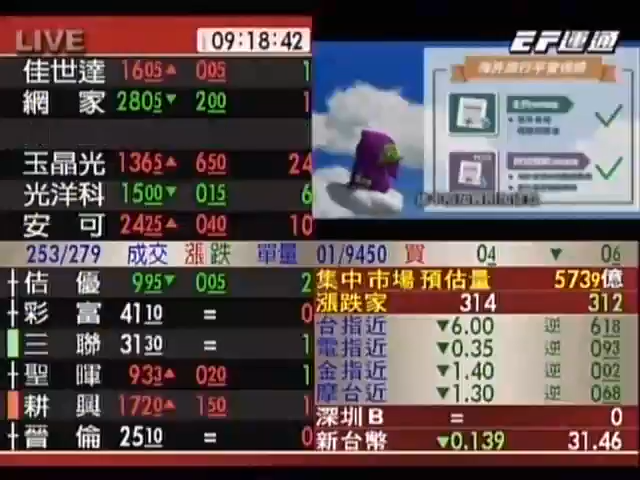 LIVE 09:18:42
佳世達 1605▲ 005 1
網家 2805▼ 200 1
玉晶光 1365▲ 650 24
光洋科 1500▼ 015 6
安可 2425▲ 040 10
EF 運通
253/279 成交 漲跌 單量 01/9450 買 04 ▼ 06
佶優 995▼ 005 2
彩富 4110 = 0
三聯 3130 = 1
聖暉 933▲ 020 1
耕興 1720▲ 150 1
晉倫 2510 = 0
集中市場預估量 5739億
漲跌家 314 312
台指近 ▼6.00 逆 618
電指近 ▼0.35 逆 093
金指近 ▼1.40 逆 002
摩台近 ▼1.30 逆 068
深圳B = 0
新台幣 ▼0.139 31.46